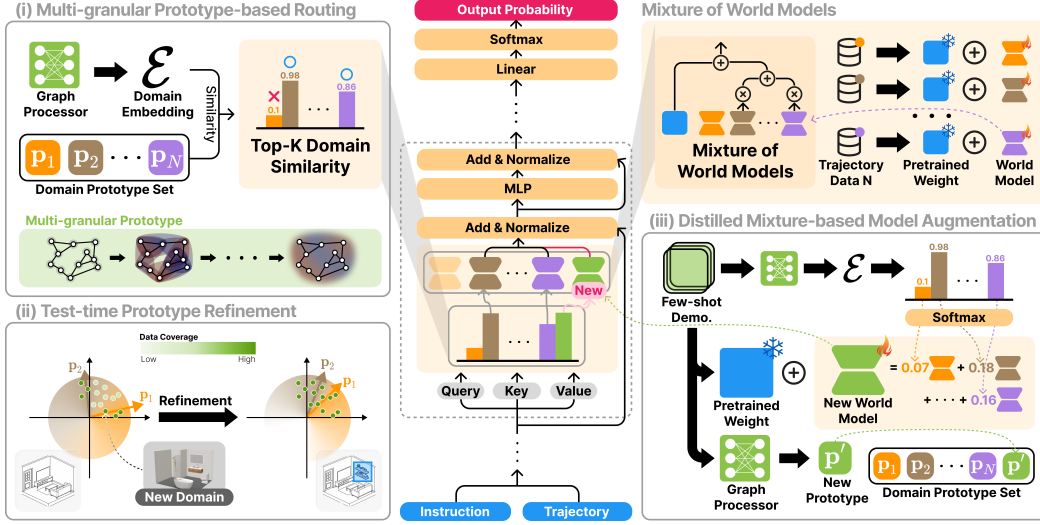 (i) Multi-granular Prototype-based Routing
Graph
Processor
ℰ
Domain
Embedding
Similarity
p1 p2 ··· pN
Domain Prototype Set
0.1
0.98
···
0.86
Top-K Domain
Similarity
Multi-granular Prototype
····
(ii) Test-time Prototype Refinement
Data Coverage
Low
High
p2
p1
Refinement
p2
p1
New Domain
Output Probability
Softmax
Linear
Add & Normalize
MLP
Add & Normalize
···
New
···
Query
Key
Value
Instruction
Trajectory
Mixture of World Models
···
Mixture of
World Models
···
Trajectory
Data N
Pretrained
Weight
World
Model
(iii) Distilled Mixture-based Model Augmentation
Few-shot
Demo.
ℰ
0.1
0.98
···
0.86
Softmax
Pretrained
Weight
New World
Model
= 0.07 + 0.18
+ ··· + 0.16
Graph
Processor
p′
New
Prototype
p1 p2 ··· pN p′
Domain Prototype Set